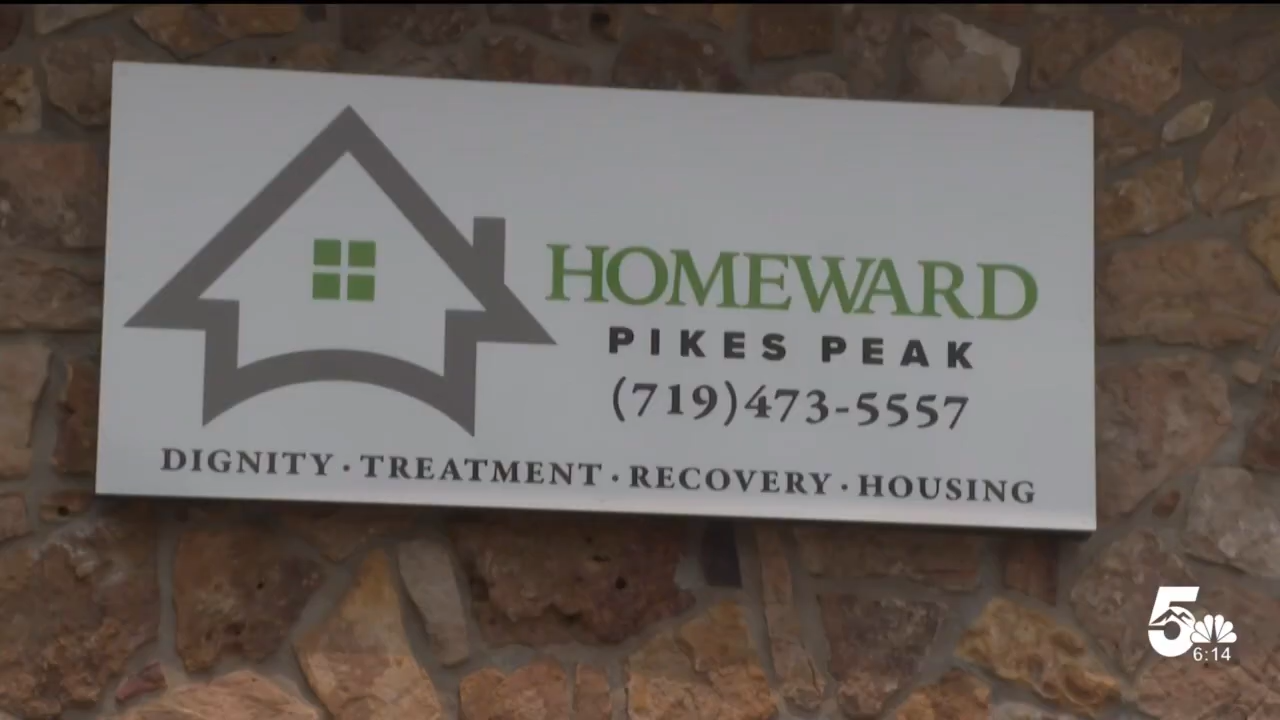 HOMEWARD
PIKES PEAK
(719)473-5557
DIGNITY · TREATMENT · RECOVERY · HOUSING
5
6:14